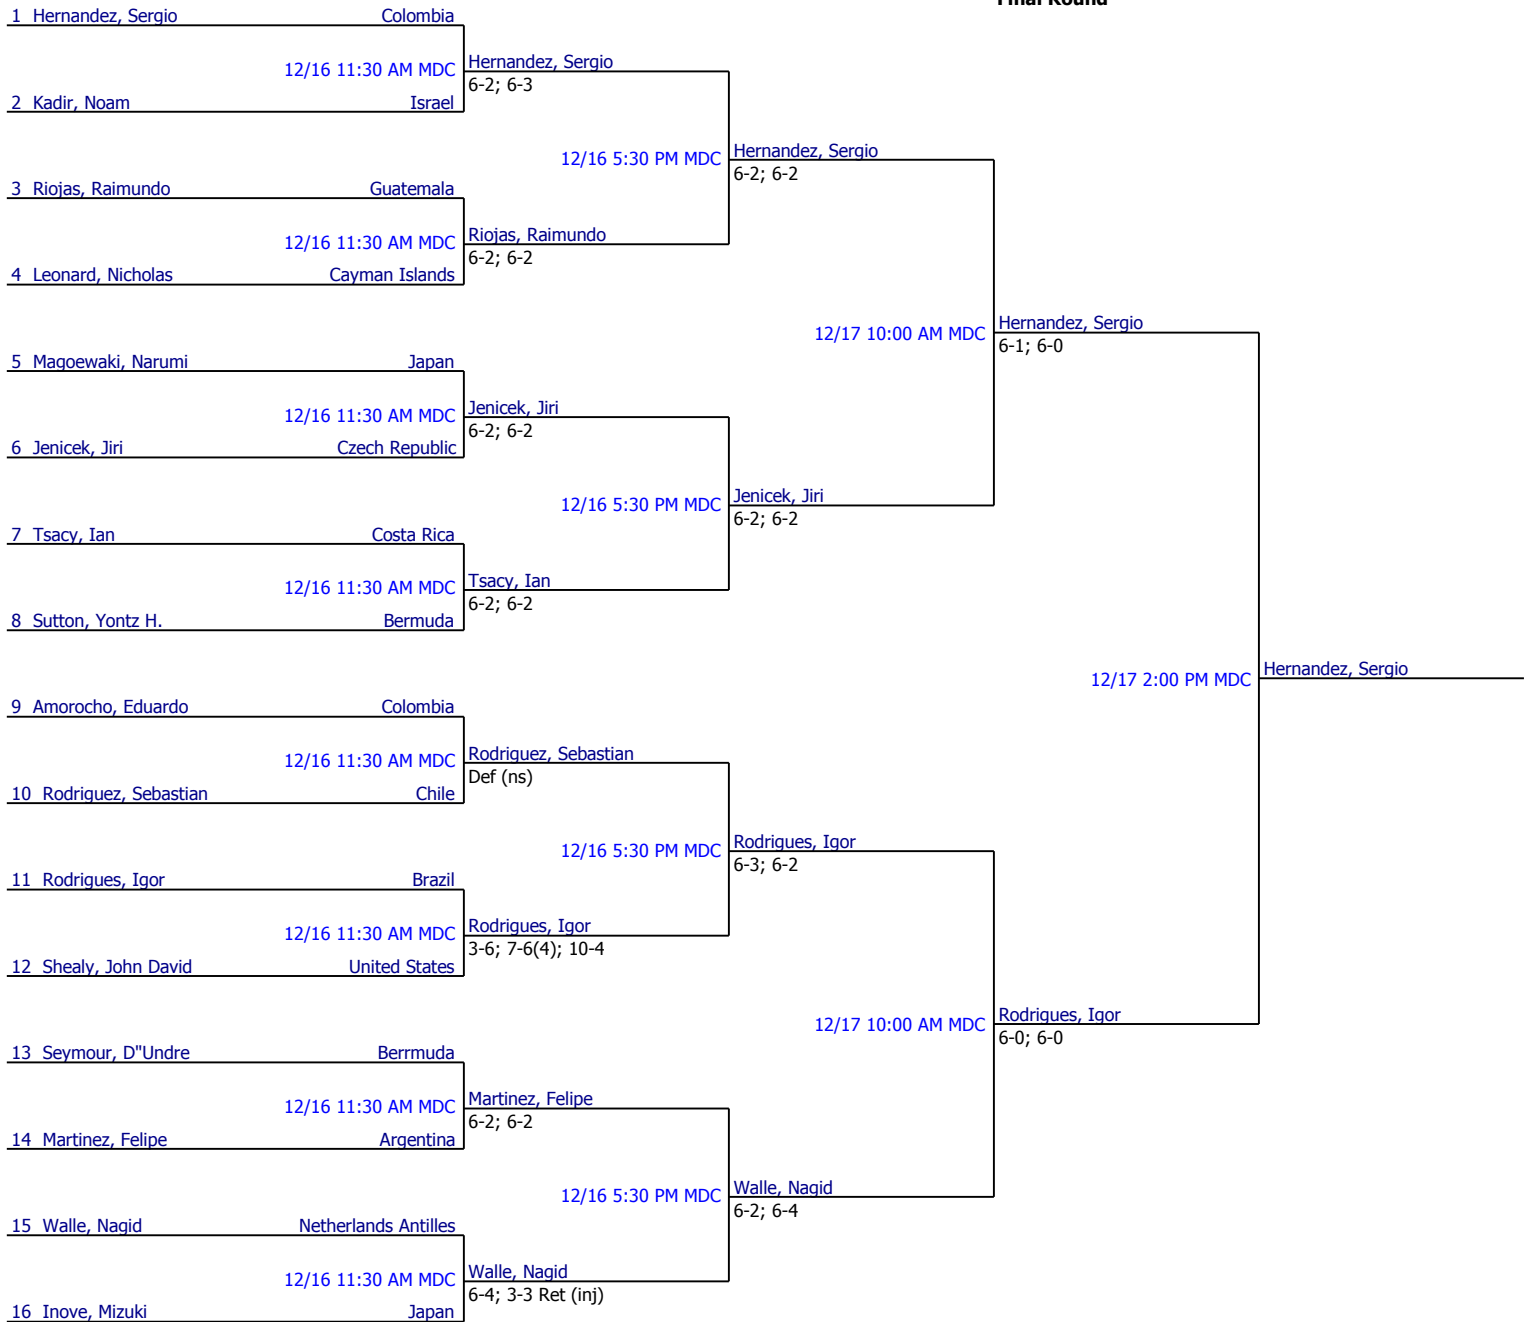 Final Round
1 Hernandez, Sergio Colombia
12/16 11:30 AM MDC
Hernandez, Sergio
6-2; 6-3
2 Kadir, Noam Israel
12/16 5:30 PM MDC
Hernandez, Sergio
6-2; 6-2
3 Riojas, Raimundo Guatemala
12/16 11:30 AM MDC
Riojas, Raimundo
6-2; 6-2
4 Leonard, Nicholas Cayman Islands
12/17 10:00 AM MDC
Hernandez, Sergio
6-1; 6-0
5 Magoewaki, Narumi Japan
12/16 11:30 AM MDC
Jenicek, Jiri
6-2; 6-2
6 Jenicek, Jiri Czech Republic
12/16 5:30 PM MDC
Jenicek, Jiri
6-2; 6-2
7 Tsacy, Ian Costa Rica
12/16 11:30 AM MDC
Tsacy, Ian
6-2; 6-2
8 Sutton, Yontz H. Bermuda
12/17 2:00 PM MDC
Hernandez, Sergio
9 Amorocho, Eduardo Colombia
12/16 11:30 AM MDC
Rodriguez, Sebastian
Def (ns)
10 Rodriguez, Sebastian Chile
12/16 5:30 PM MDC
Rodrigues, Igor
6-3; 6-2
11 Rodrigues, Igor Brazil
12/16 11:30 AM MDC
Rodrigues, Igor
3-6; 7-6(4); 10-4
12 Shealy, John David United States
12/17 10:00 AM MDC
Rodrigues, Igor
6-0; 6-0
13 Seymour, D"Undre Berrmuda
12/16 11:30 AM MDC
Martinez, Felipe
6-2; 6-2
14 Martinez, Felipe Argentina
12/16 5:30 PM MDC
Walle, Nagid
6-2; 6-4
15 Walle, Nagid Netherlands Antilles
12/16 11:30 AM MDC
Walle, Nagid
6-4; 3-3 Ret (inj)
16 Inove, Mizuki Japan